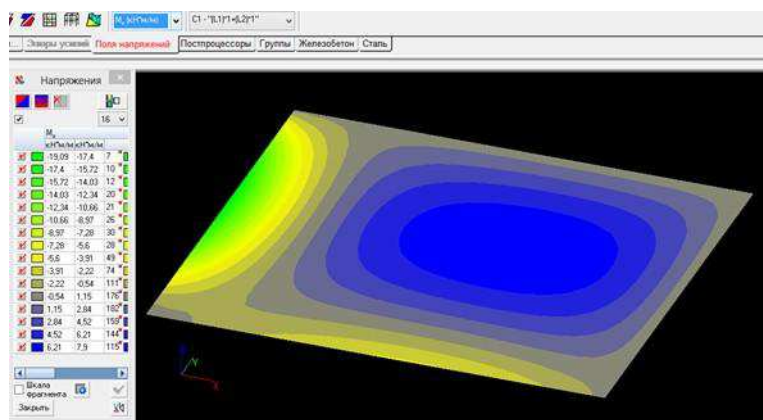 Mx (кН*м/м) C1 - "(L1)*1+(L2)*1"
Эпюры усилий Поля напряжений Постпроцессоры Группы Железобетон Сталь
Напряжения
16
Mx
кН*м/м кН*м/м
-19,09 -17,4 7
-17,4 -15,72 10
-15,72 -14,03 12
-14,03 -12,34 20
-12,34 -10,66 21
-10,66 -8,97 26
-8,97 -7,28 30
-7,28 -5,6 28
-5,6 -3,91 49
-3,91 -2,22 74
-2,22 -0,54 111
-0,54 1,15 176
1,15 2,84 182
2,84 4,52 159
4,52 6,21 144
6,21 7,9 115
Шкала
фрагмента
Закрыть
Y
X